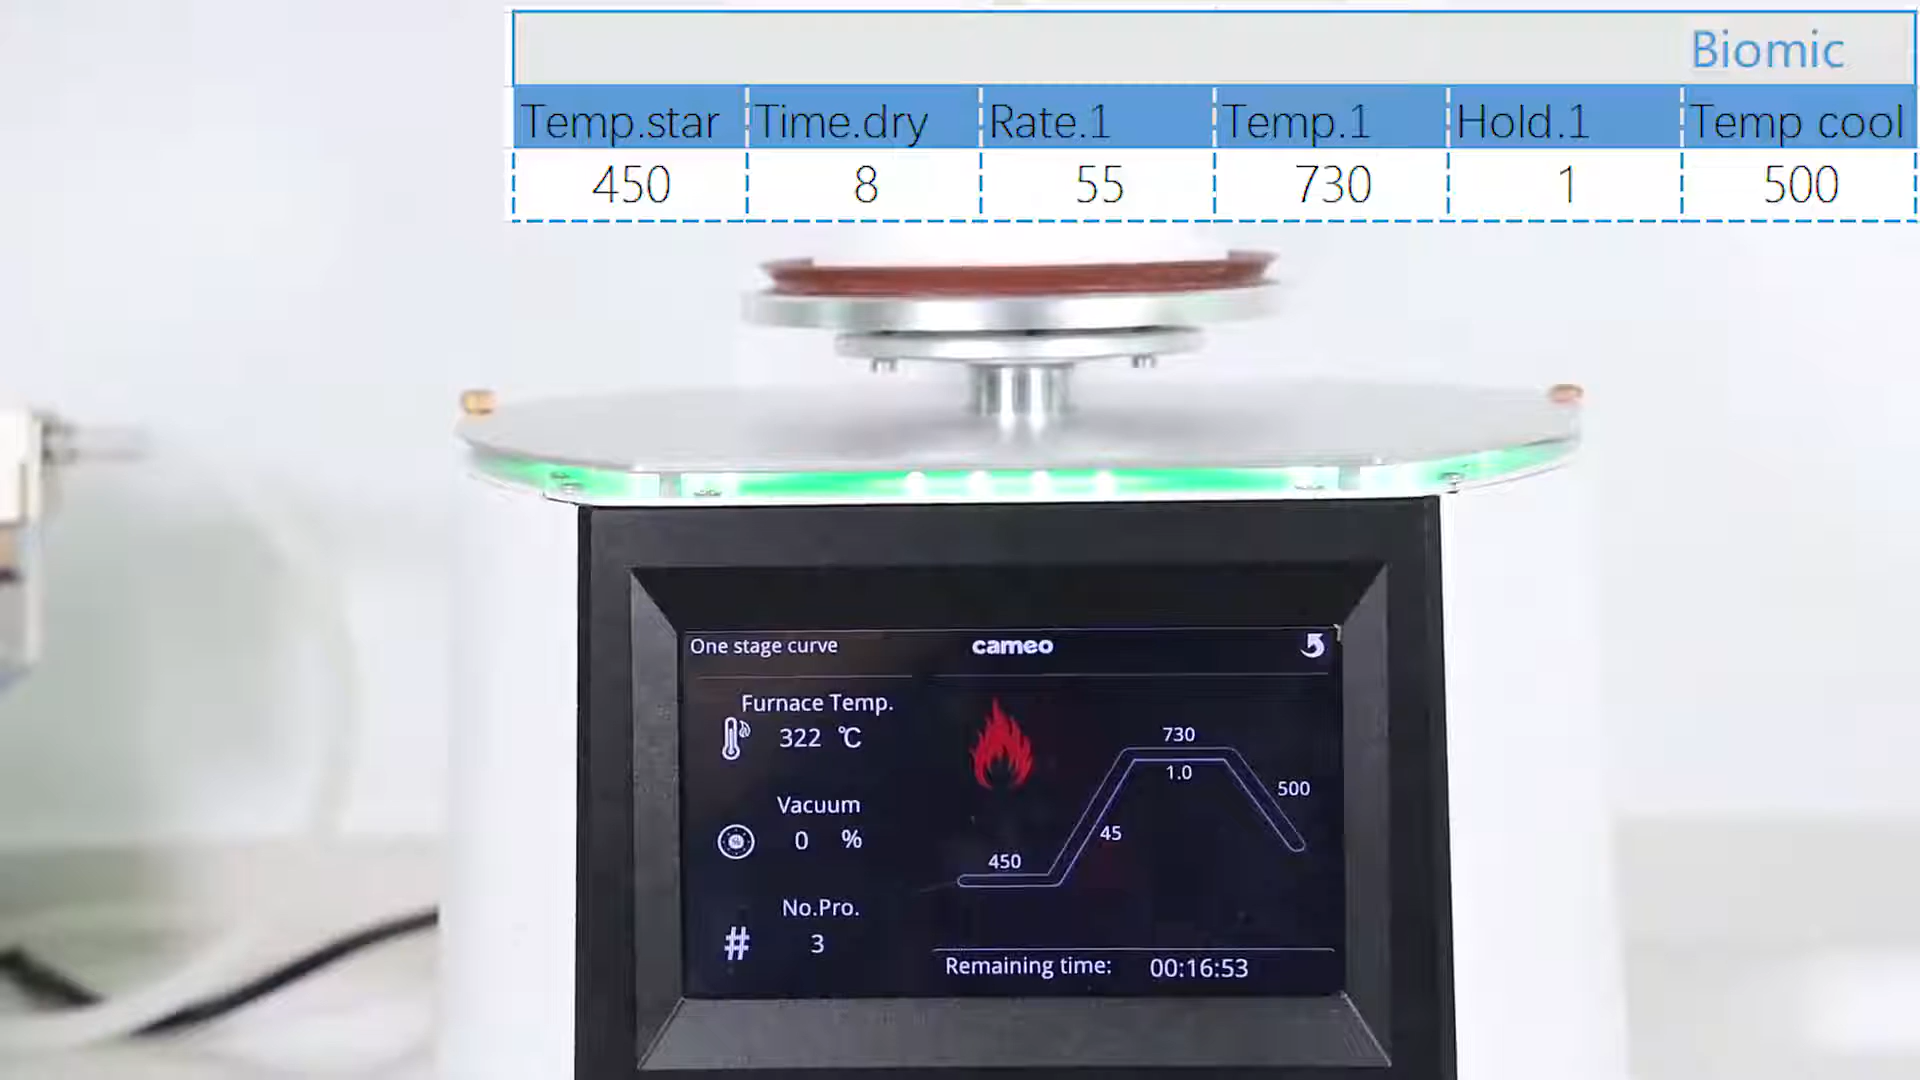 Biomic
Temp.star Time.dry Rate.1 Temp.1 Hold.1 Temp cool
450 8 55 730 1 500
One stage curve cameo
Furnace Temp.
322 ℃
Vacuum
0 %
No.Pro.
# 3
730
1.0
500
45
450
Remaining time: 00:16:53